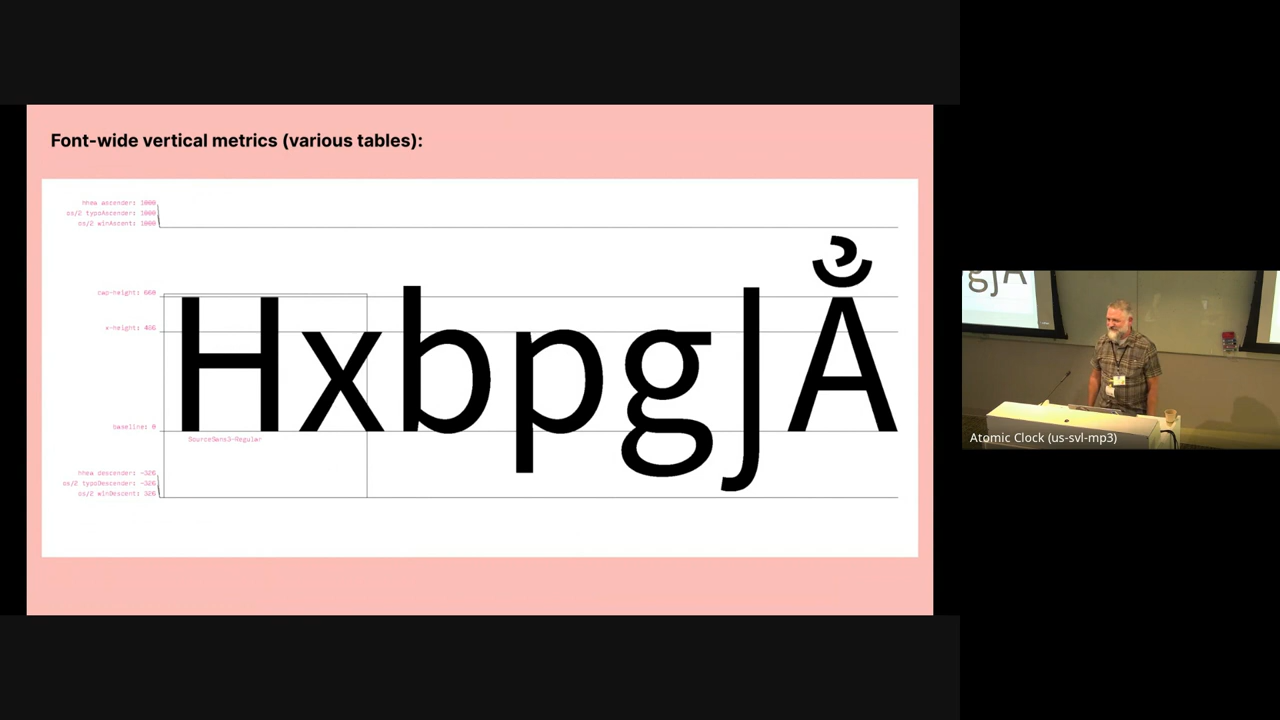 Font-wide vertical metrics (various tables):
hhea ascender: 1000
os/2 typoAscender: 1000
os/2 winAscent: 1000
cap-height: 660
x-height: 486
HxbpgJẲ
baseline: 0
SourceSans3-Regular
hhea descender: -326
os/2 typoDescender: -326
os/2 winDescent: 326
gJA
Atomic Clock (us-svl-mp3)